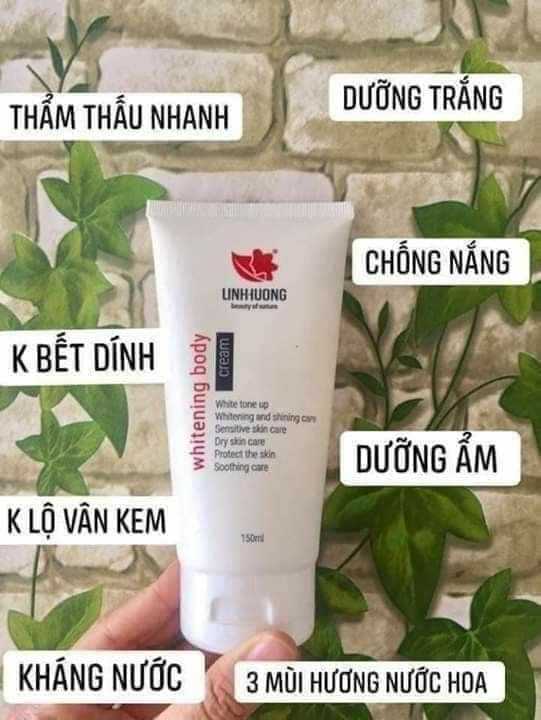 THẨM THẤU NHANH
DƯỠNG TRẮNG
CHỐNG NẮNG
K BẾT DÍNH
DƯỠNG ẨM
K LỘ VÂN KEM
KHÁNG NƯỚC
3 MÙI HƯƠNG NƯỚC HOA
LINH HUONG
beauty of nature
whitening body
cream
White tone up
Whitening and shining care
Sensitive skin care
Dry skin care
Protect the skin
Soothing care
150ml